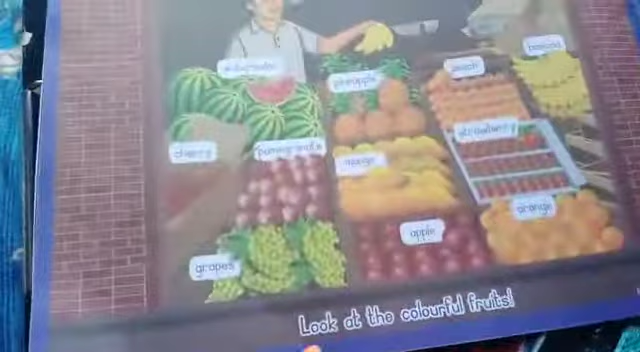 watermelon
banana
peach
pineapple
strawberry
cherry
pomegranate
mango
orange
apple
grapes
Look at the colourful fruits!